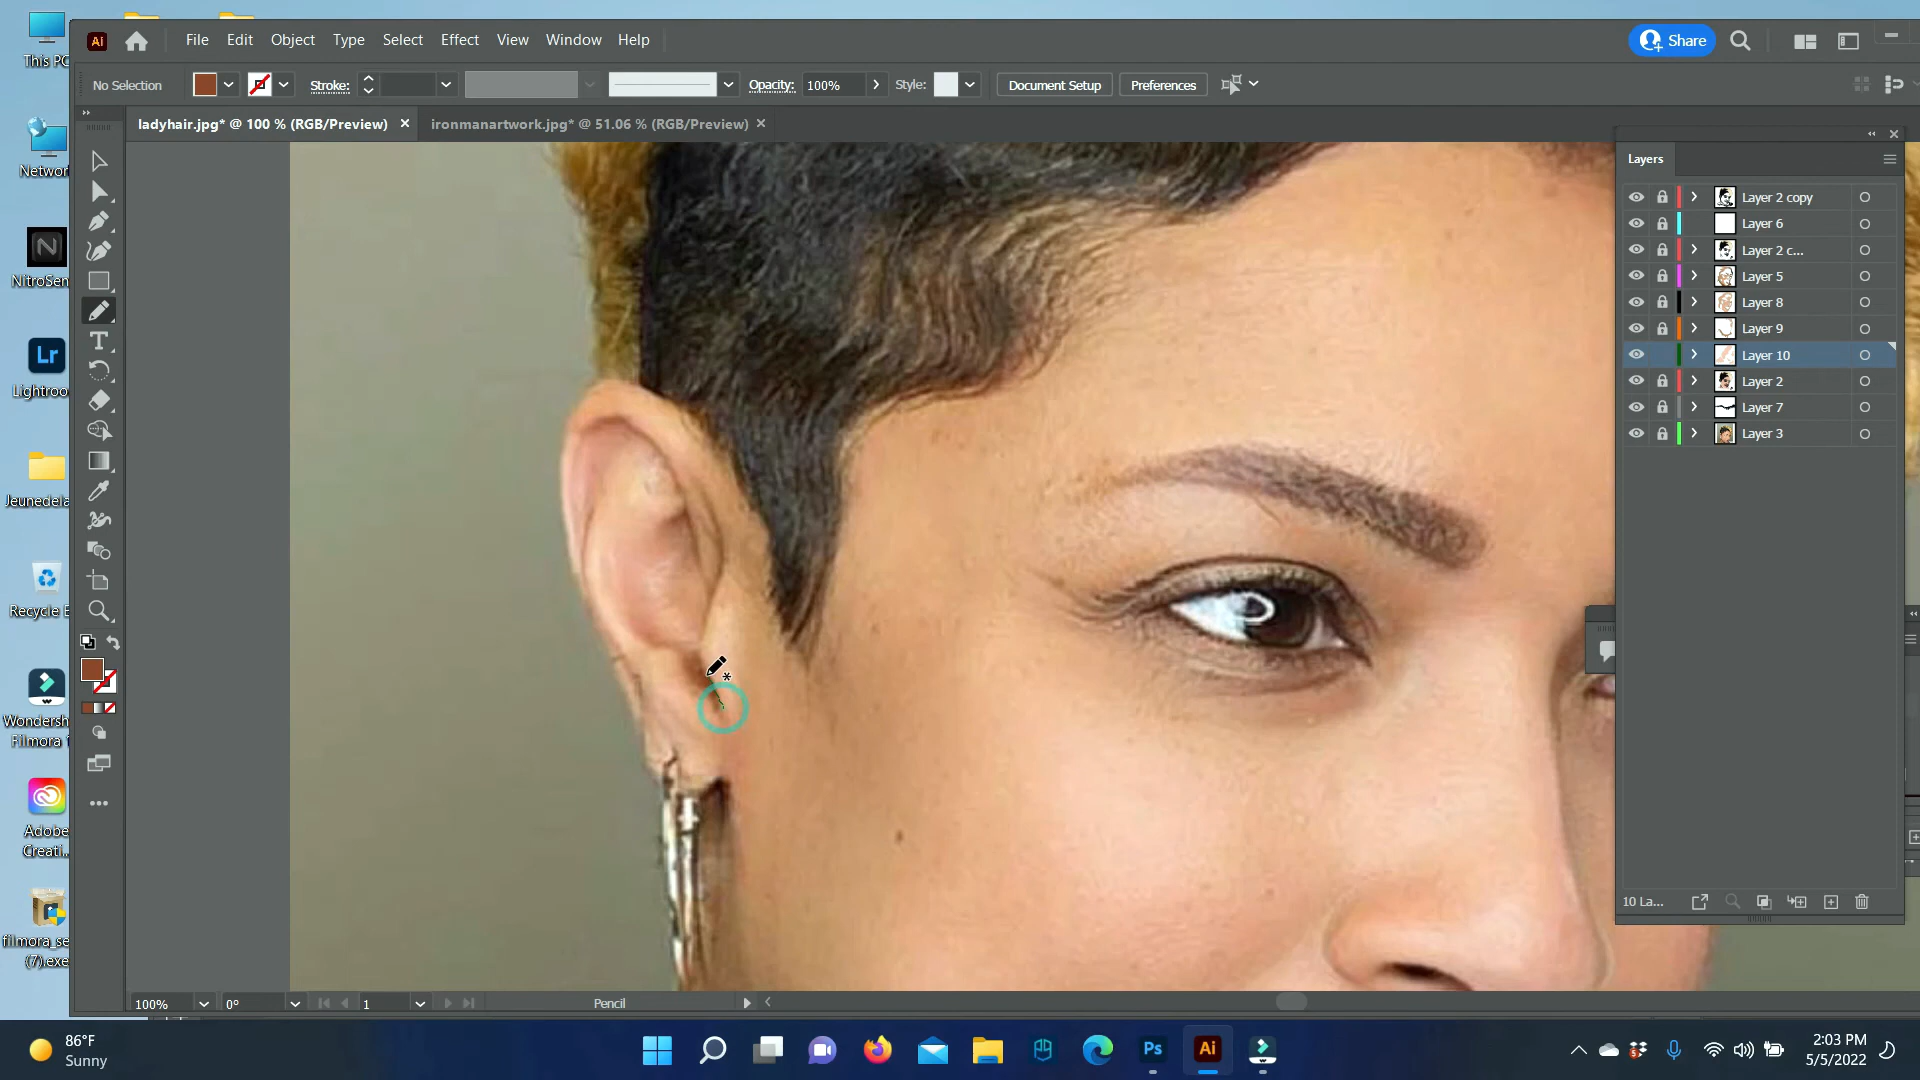 This PC
Ai
File Edit Object Type Select Effect View Window Help
Share
No Selection
Stroke:
Opacity: 100%
Style:
Document Setup
Preferences
ladyhair.jpg* @ 100 % (RGB/Preview)
ironmanartwork.jpg* @ 51.06 % (RGB/Preview)
Network
NitroSen
Lr
Lightroo
Jeunedela
Recycle B
Wondersh
Filmora
Adobe
Creati...
filmora_se
(7).exe
Layers
Layer 2 copy
Layer 6
Layer 2 c...
Layer 5
Layer 8
Layer 9
Layer 10
Layer 2
Layer 7
Layer 3
10 La...
100%
0°
1
Pencil
86°F
Sunny
Ps
Ai
2:03 PM
5/5/2022